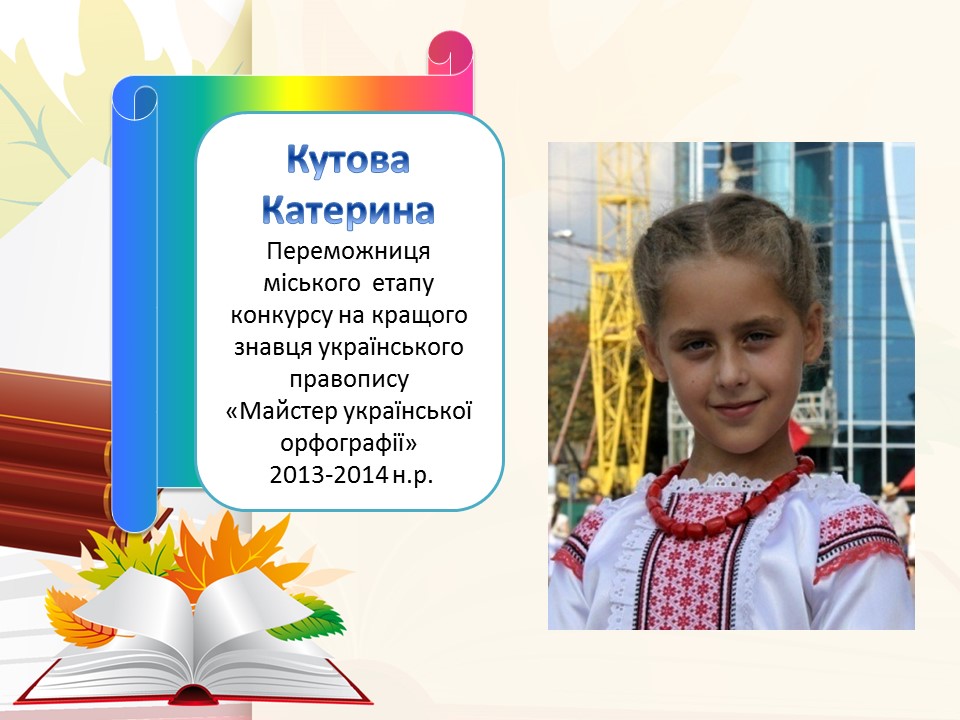 Кутова
Катерина
Переможниця
міського етапу
конкурсу на кращого
знавця українського
правопису
«Майстер української
орфографії»
2013-2014 н.р.